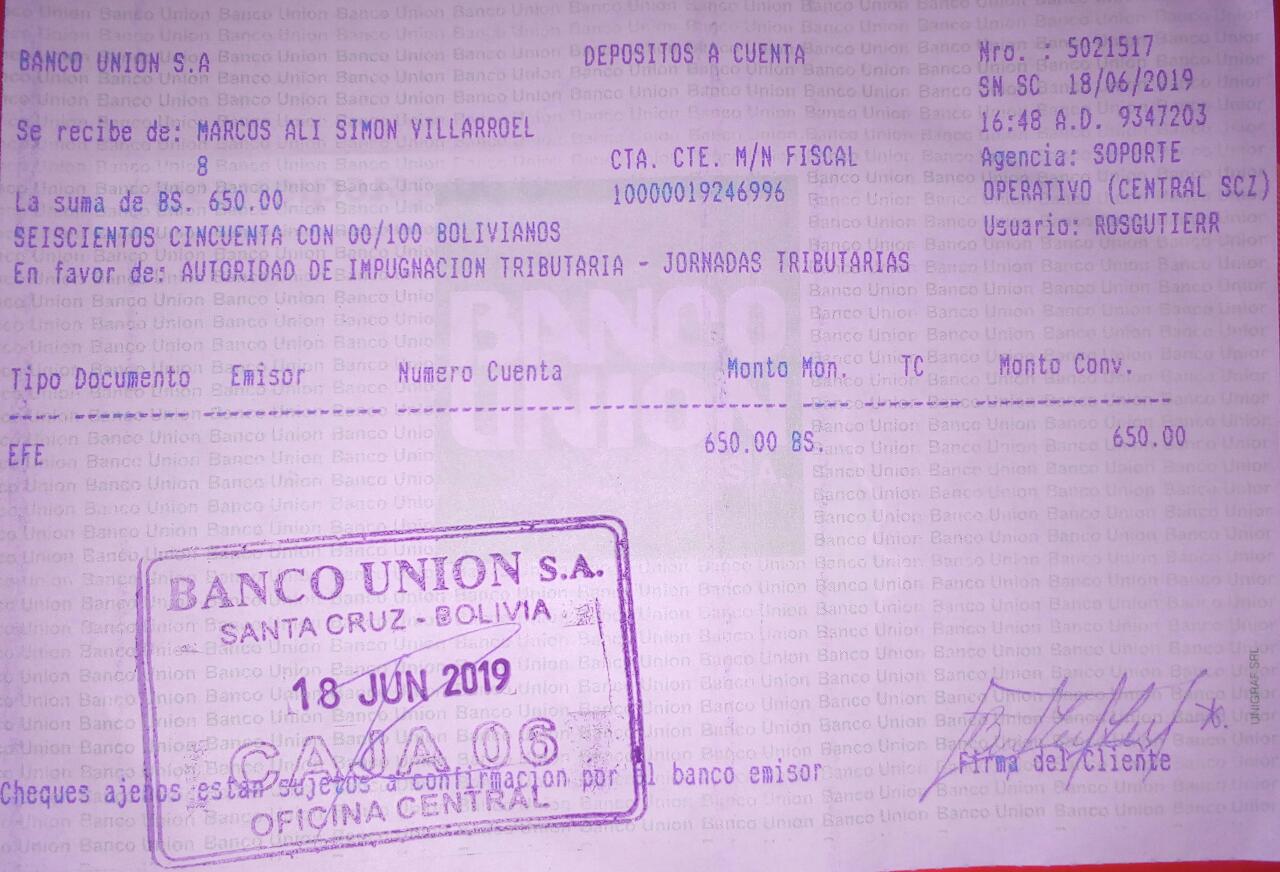 BANCO UNION S.A
DEPOSITOS A CUENTA
Nro. : 5021517
SN SC 18/06/2019
16:48 A.D. 9347203
Se recibe de: MARCOS ALI SIMON VILLARROEL
8
CTA. CTE. M/N FISCAL
10000019246996
Agencia: SOPORTE
OPERATIVO (CENTRAL SCZ)
Usuario: ROSGUTIERR
La suma de BS. 650.00
SEISCIENTOS CINCUENTA CON 00/100 BOLIVIANOS
En favor de: AUTORIDAD DE IMPUGNACION TRIBUTARIA - JORNADAS TRIBUTARIAS
BANCO
UNION
S.A.
Tipo Documento Emisor Numero Cuenta Monto Mon. TC Monto Conv.
EFE 650.00 BS. 650.00
BANCO UNION S.A.
SANTA CRUZ - BOLIVIA
18 JUN 2019
CAJA 06
OFICINA CENTRAL
Firma del Cliente
Cheques ajenos estan sujetos a confirmacion por el banco emisor
UNIGRAF SRL